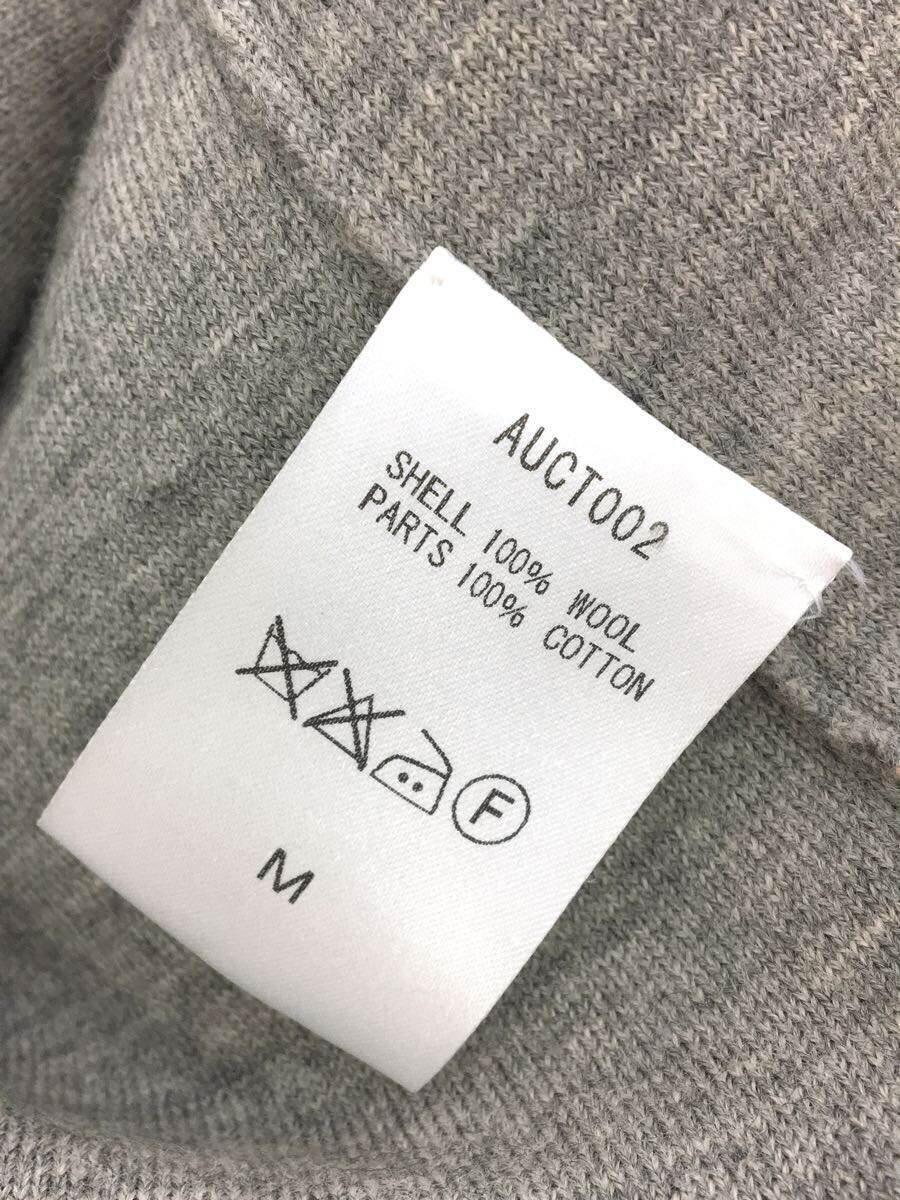 AUCT002
SHELL 100% WOOL
PARTS 100% COTTON
F
M